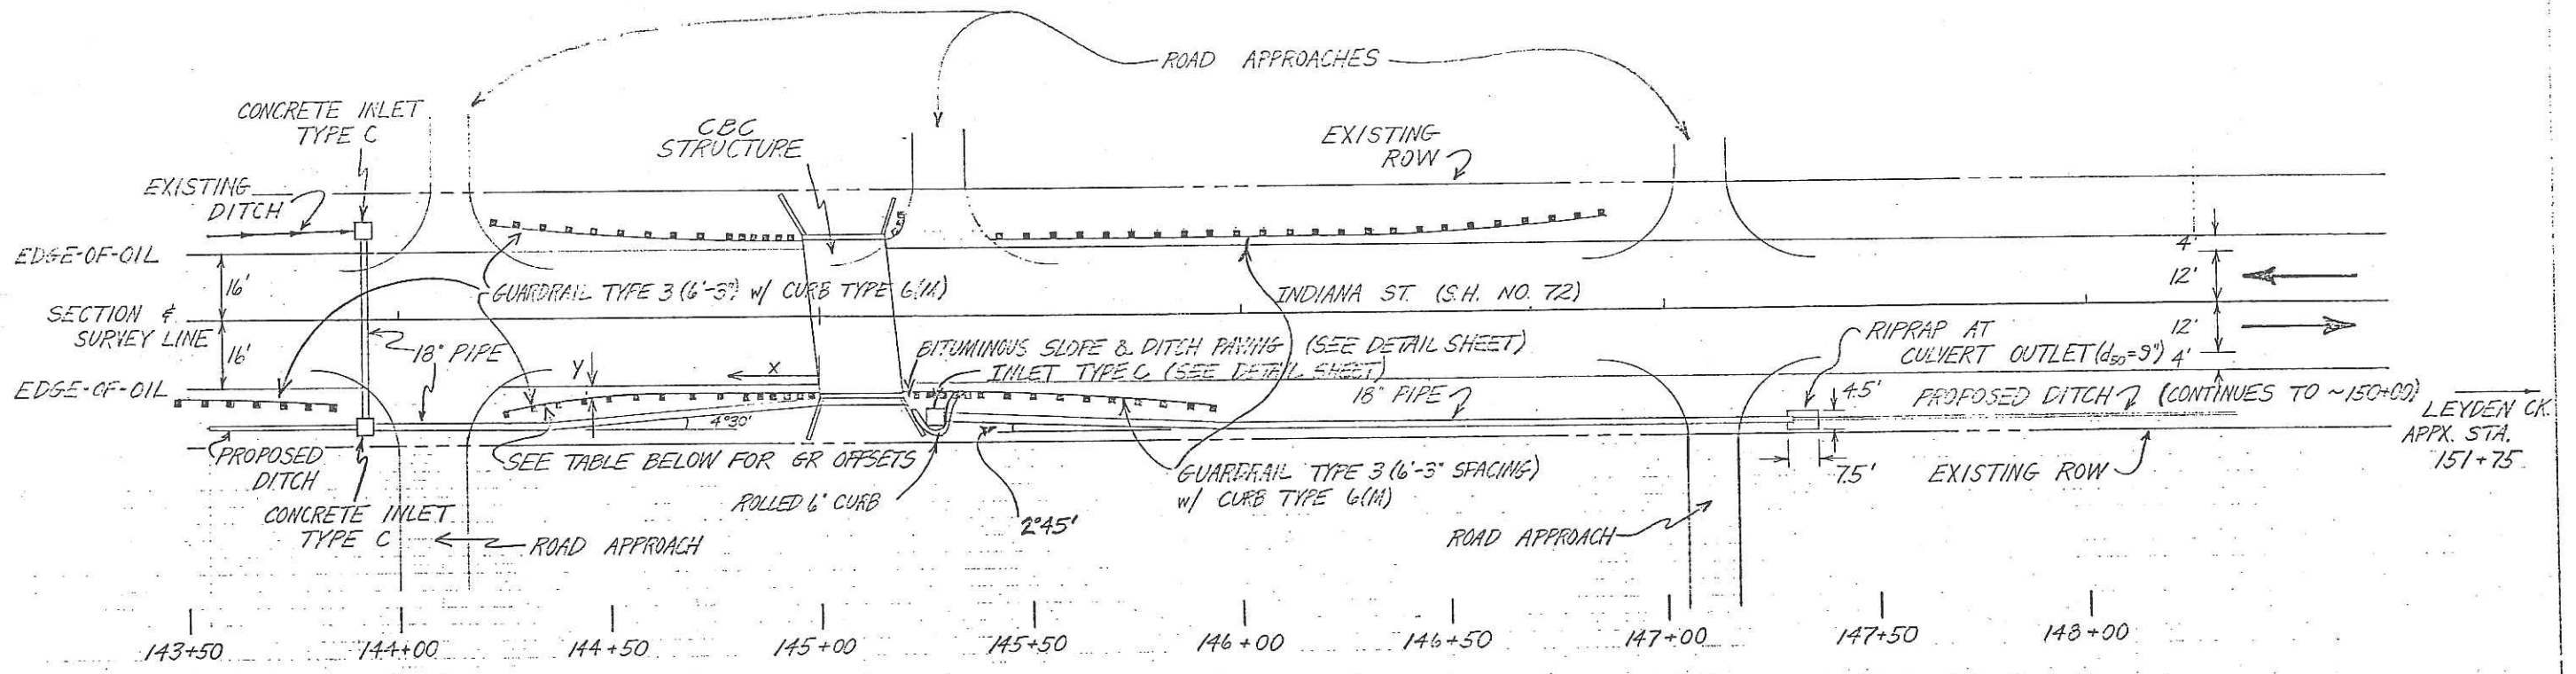 ROAD APPROACHES
CONCRETE INLET
TYPE C
CBC
STRUCTURE
EXISTING
ROW
EXISTING
DITCH
EDGE-OF-OIL
16'
4'
12'
GUARDRAIL TYPE 3 (6'-3") w/ CURB TYPE 6(M)
INDIANA ST. (S.H. NO. 72)
SECTION &
SURVEY LINE
16'
18" PIPE
12'
4'
RIPRAP AT
CULVERT OUTLET (d50=9")
BITUMINOUS SLOPE & DITCH PAVING (SEE DETAIL SHEET)
INLET TYPE C (SEE DETAIL SHEET)
Y
X
EDGE-OF-OIL
18" PIPE
4.5'
PROPOSED DITCH (CONTINUES TO ~150+00)
LEYDEN CK.
APPX. STA.
151+75
4°30'
PROPOSED
DITCH
SEE TABLE BELOW FOR GR OFFSETS
GUARDRAIL TYPE 3 (6'-3" SPACING)
w/ CURB TYPE 6(M)
7.5'
EXISTING ROW
ROLLED 6" CURB
2°45'
CONCRETE INLET
TYPE C
ROAD APPROACH
ROAD APPROACH
143+50
144+00
144+50
145+00
145+50
146+00
146+50
147+00
147+50
148+00